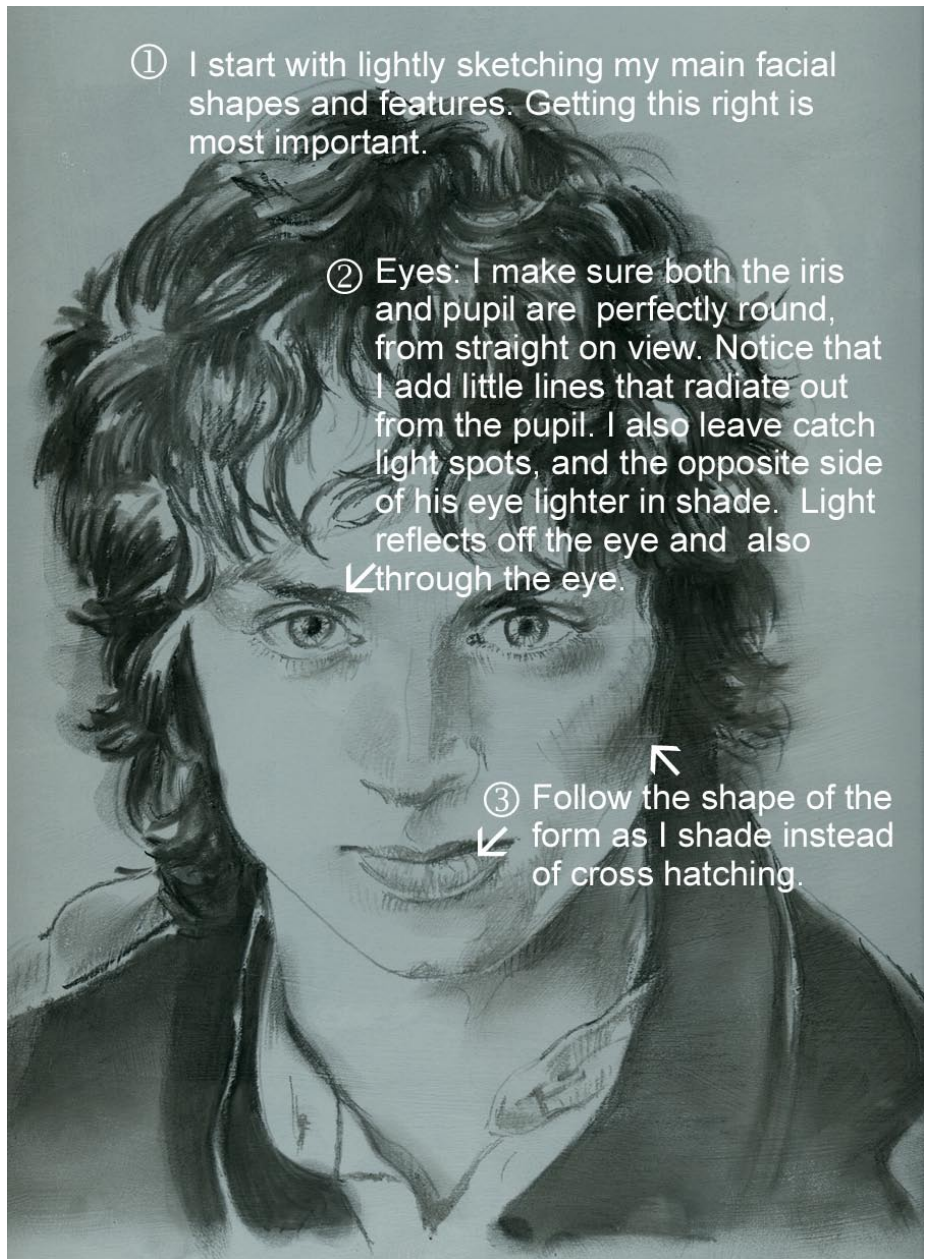 ① I start with lightly sketching my main facial
shapes and features. Getting this right is
most important.
② Eyes: I make sure both the iris
and pupil are perfectly round,
from straight on view. Notice that
I add little lines that radiate out
from the pupil. I also leave catch
light spots, and the opposite side
of his eye lighter in shade. Light
reflects off the eye and also
through the eye.
③ Follow the shape of the
form as I shade instead
of cross hatching.